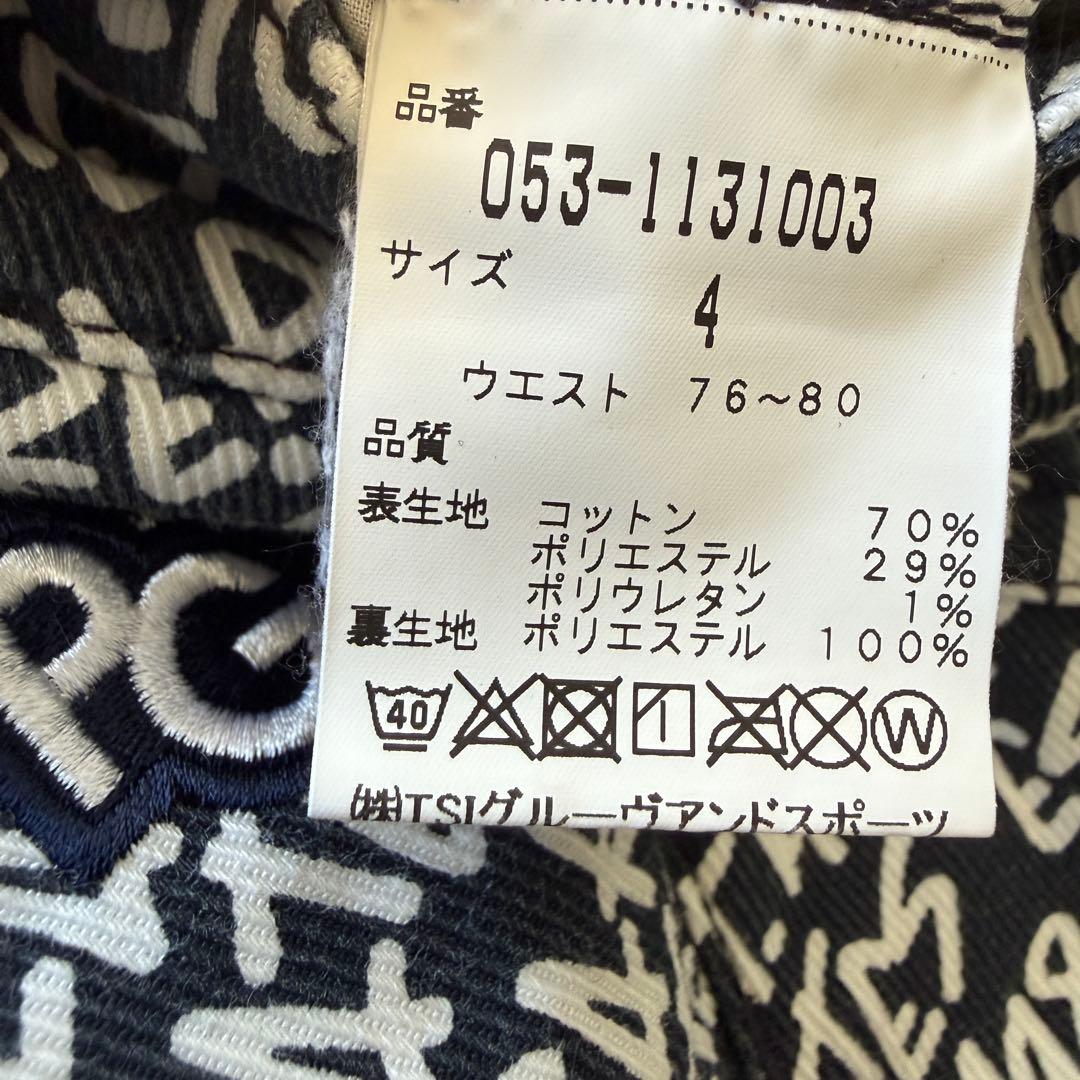 品番
053-1131003
サイズ
4
ウエスト 76~80
品質
表生地 コットン 70%
ポリエステル 29%
ポリウレタン 1%
裏生地 ポリエステル 100%
40
W
㈱TSIグルーヴアンドスポーツ
PG